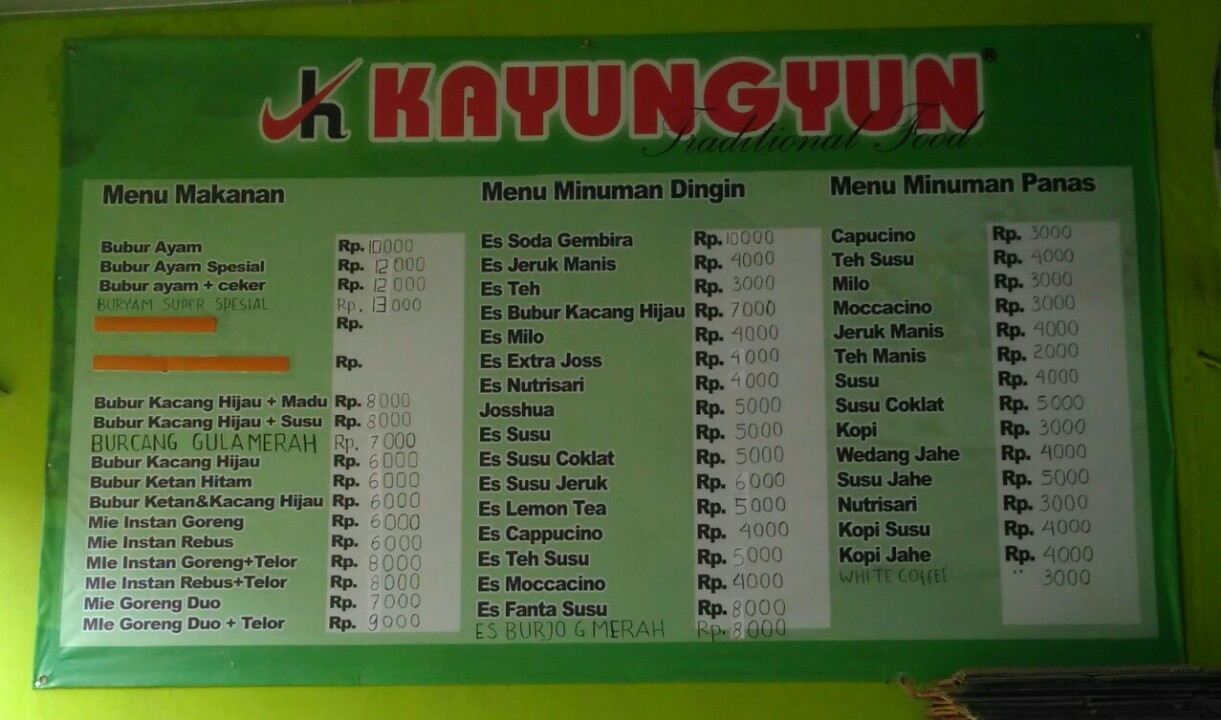 KAYUNGYUN®
Traditional Food
Menu Makanan
Bubur Ayam Rp. 10000
Bubur Ayam Spesial Rp. 12000
Bubur ayam + ceker Rp. 12000
BURYAM SUPER SPESIAL Rp. 13000
Rp.
Rp.
Bubur Kacang Hijau + Madu Rp. 8000
Bubur Kacang Hijau + Susu Rp. 8000
BURCANG GULA MERAH Rp. 7000
Bubur Kacang Hijau Rp. 6000
Bubur Ketan Hitam Rp. 6000
Bubur Ketan&Kacang Hijau Rp. 6000
Mie Instan Goreng Rp. 6000
Mie Instan Rebus Rp. 6000
Mie Instan Goreng+Telor Rp. 8000
MIe Instan Rebus+Telor Rp. 8000
Mie Goreng Duo Rp. 7000
MIe Goreng Duo + Telor Rp. 9000
Menu Minuman Dingin
Es Soda Gembira Rp. 10000
Es Jeruk Manis Rp. 4000
Es Teh Rp. 3000
Es Bubur Kacang Hijau Rp. 7000
Es Milo Rp. 4000
Es Extra Joss Rp. 4000
Es Nutrisari Rp. 4000
Josshua Rp. 5000
Es Susu Rp. 5000
Es Susu Coklat Rp. 5000
Es Susu Jeruk Rp. 6000
Es Lemon Tea Rp. 5000
Es Cappucino Rp. 4000
Es Teh Susu Rp. 5000
Es Moccacino Rp. 4000
Es Fanta Susu Rp. 8000
ES BURJO G MERAH Rp. 8000
Menu Minuman Panas
Capucino Rp. 3000
Teh Susu Rp. 4000
Milo Rp. 3000
Moccacino Rp. 3000
Jeruk Manis Rp. 4000
Teh Manis Rp. 2000
Susu Rp. 4000
Susu Coklat Rp. 5000
Kopi Rp. 3000
Wedang Jahe Rp. 4000
Susu Jahe Rp. 5000
Nutrisari Rp. 3000
Kopi Susu Rp. 4000
Kopi Jahe Rp. 4000
WHITE COFFEE " 3000